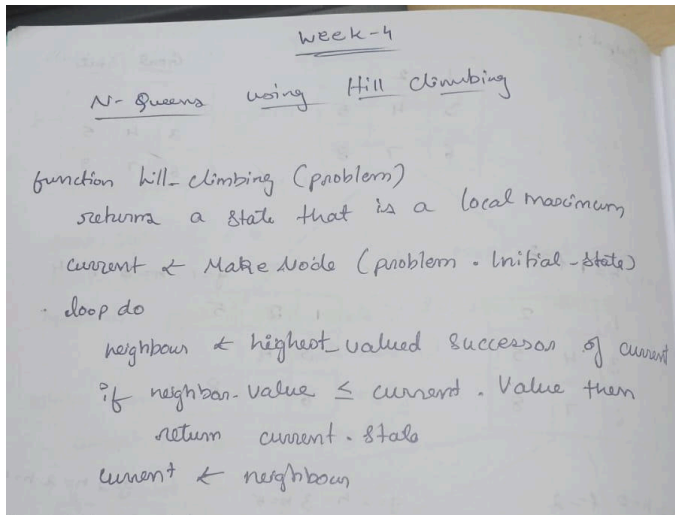 Week-4
N-Queens using Hill Climbing
function hill-climbing (problem)
returns a state that is a local maximum
current ← Make Node (problem. Initial-state)
loop do
neighbour ← highest-valued successor of current
if neighbor.value ≤ current. Value then
return current. State
current ← neighbour